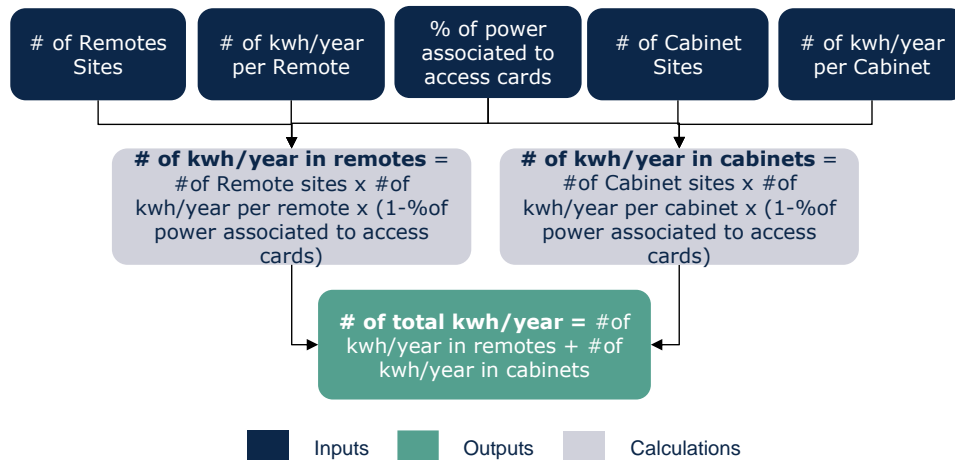 # of Remotes
Sites
# of kwh/year
per Remote
% of power
associated to
access cards
# of Cabinet
Sites
# of kwh/year
per Cabinet
# of kwh/year in remotes =
#of Remote sites x #of
kwh/year per remote x (1-%of
power associated to access
cards)
# of kwh/year in cabinets =
#of Cabinet sites x #of
kwh/year per cabinet x (1-%of
power associated to access
cards)
# of total kwh/year = #of
kwh/year in remotes + #of
kwh/year in cabinets
Inputs
Outputs
Calculations